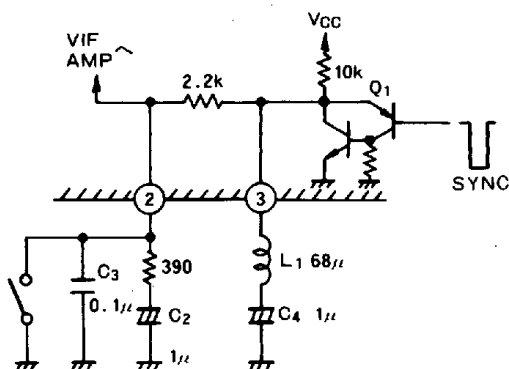 VCC
VIF
AMP
2.2k
10k
Q1
SYNC
2
3
C3
0.1μ
390
C2
1μ
L1 68μ
C4 1μ